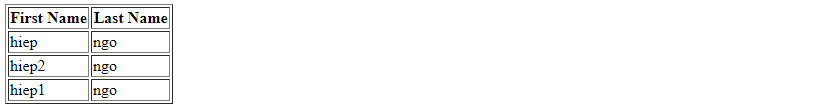 First Name Last Name
hiep ngo
hiep2 ngo
hiep1 ngo